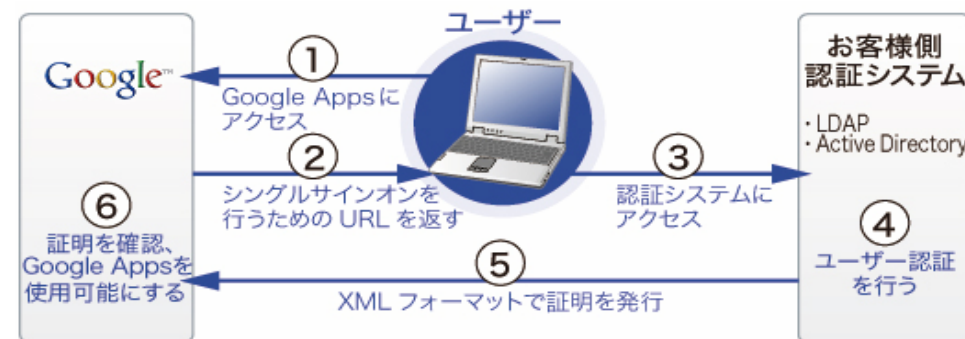 ユーザー
Google™
①
Google Appsに
アクセス
②
シングルサインオンを
行うための URL を返す
③
認証システムに
アクセス
お客様側
認証システム
・LDAP
・Active Directory
④
ユーザー認証
を行う
⑤
XML フォーマットで証明を発行
⑥
証明を確認、
Google Appsを
使用可能にする